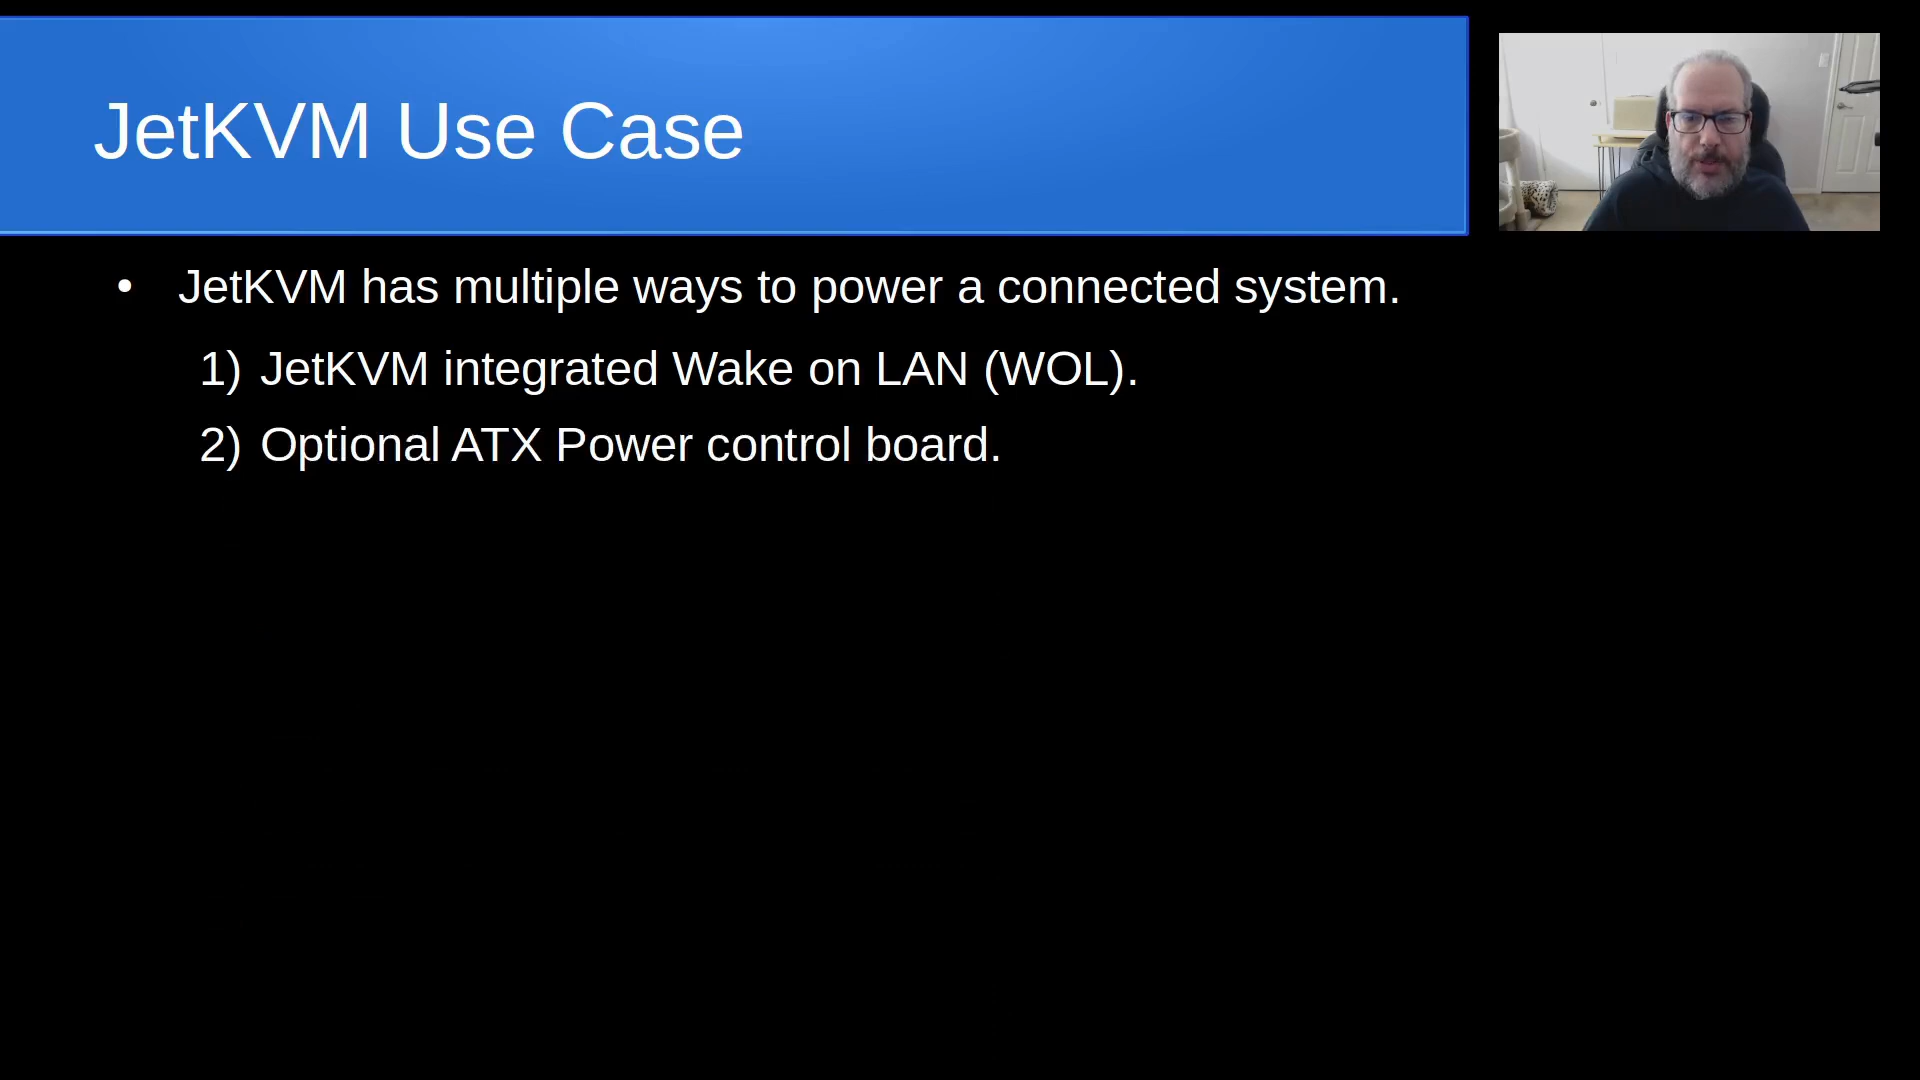 JetKVM Use Case
• JetKVM has multiple ways to power a connected system.
1) JetKVM integrated Wake on LAN (WOL).
2) Optional ATX Power control board.